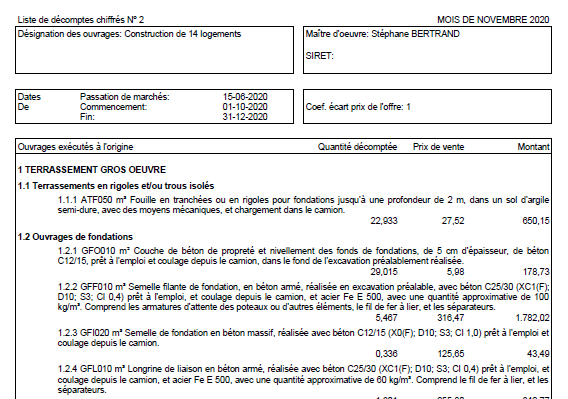 Liste de décomptes chiffrés Nº 2 MOIS DE NOVEMBRE 2020
Désignation des ouvrages: Construction de 14 logements
Maître d'oeuvre: Stéphane BERTRAND
SIRET:
Dates Passation de marchés: 15-06-2020
De Commencement: 01-10-2020
Fin: 31-12-2020
Coef. écart prix de l'offre: 1
Ouvrages exécutés à l'origine Quantité décomptée Prix de vente Montant
1 TERRASSEMENT GROS OEUVRE
1.1 Terrassements en rigoles et/ou trous isolés
1.1.1 ATF050 m³ Fouille en tranchées ou en rigoles pour fondations jusqu'à une profondeur de 2 m, dans un sol d'argile
semi-dure, avec des moyens mécaniques, et chargement dans le camion.
22,933 27,52 650,15
1.2 Ouvrages de fondations
1.2.1 GFO010 m² Couche de béton de propreté et nivellement des fonds de fondations, de 5 cm d'épaisseur, de béton
C12/15, prêt à l'emploi et coulage depuis le camion, dans le fond de l'excavation préalablement réalisée.
29,015 5,98 178,73
1.2.2 GFF010 m³ Semelle filante de fondation, en béton armé, réalisée en excavation préalable, avec béton C25/30 (XC1(F);
D10; S3; Cl 0,4) prêt à l'emploi, et coulage depuis le camion, et acier Fe E 500, avec une quantité approximative de 100
kg/m³. Comprend les armatures d'attente des poteaux ou d'autres éléments, le fil de fer à lier, et les séparateurs.
5,467 316,47 1.782,02
1.2.3 GFI020 m³ Semelle de fondation en béton massif, réalisée avec béton C12/15 (X0(F); D10; S3; Cl 1,0) prêt à l'emploi et
coulage depuis le camion.
0,336 125,65 43,49
1.2.4 GFL010 m³ Longrine de liaison en béton armé, réalisée avec béton C25/30 (XC1(F); D10; S3; Cl 0,4) prêt à l'emploi, et
coulage depuis le camion, et acier Fe E 500, avec une quantité approximative de 60 kg/m³. Comprend le fil de fer à lier, et les
séparateurs.